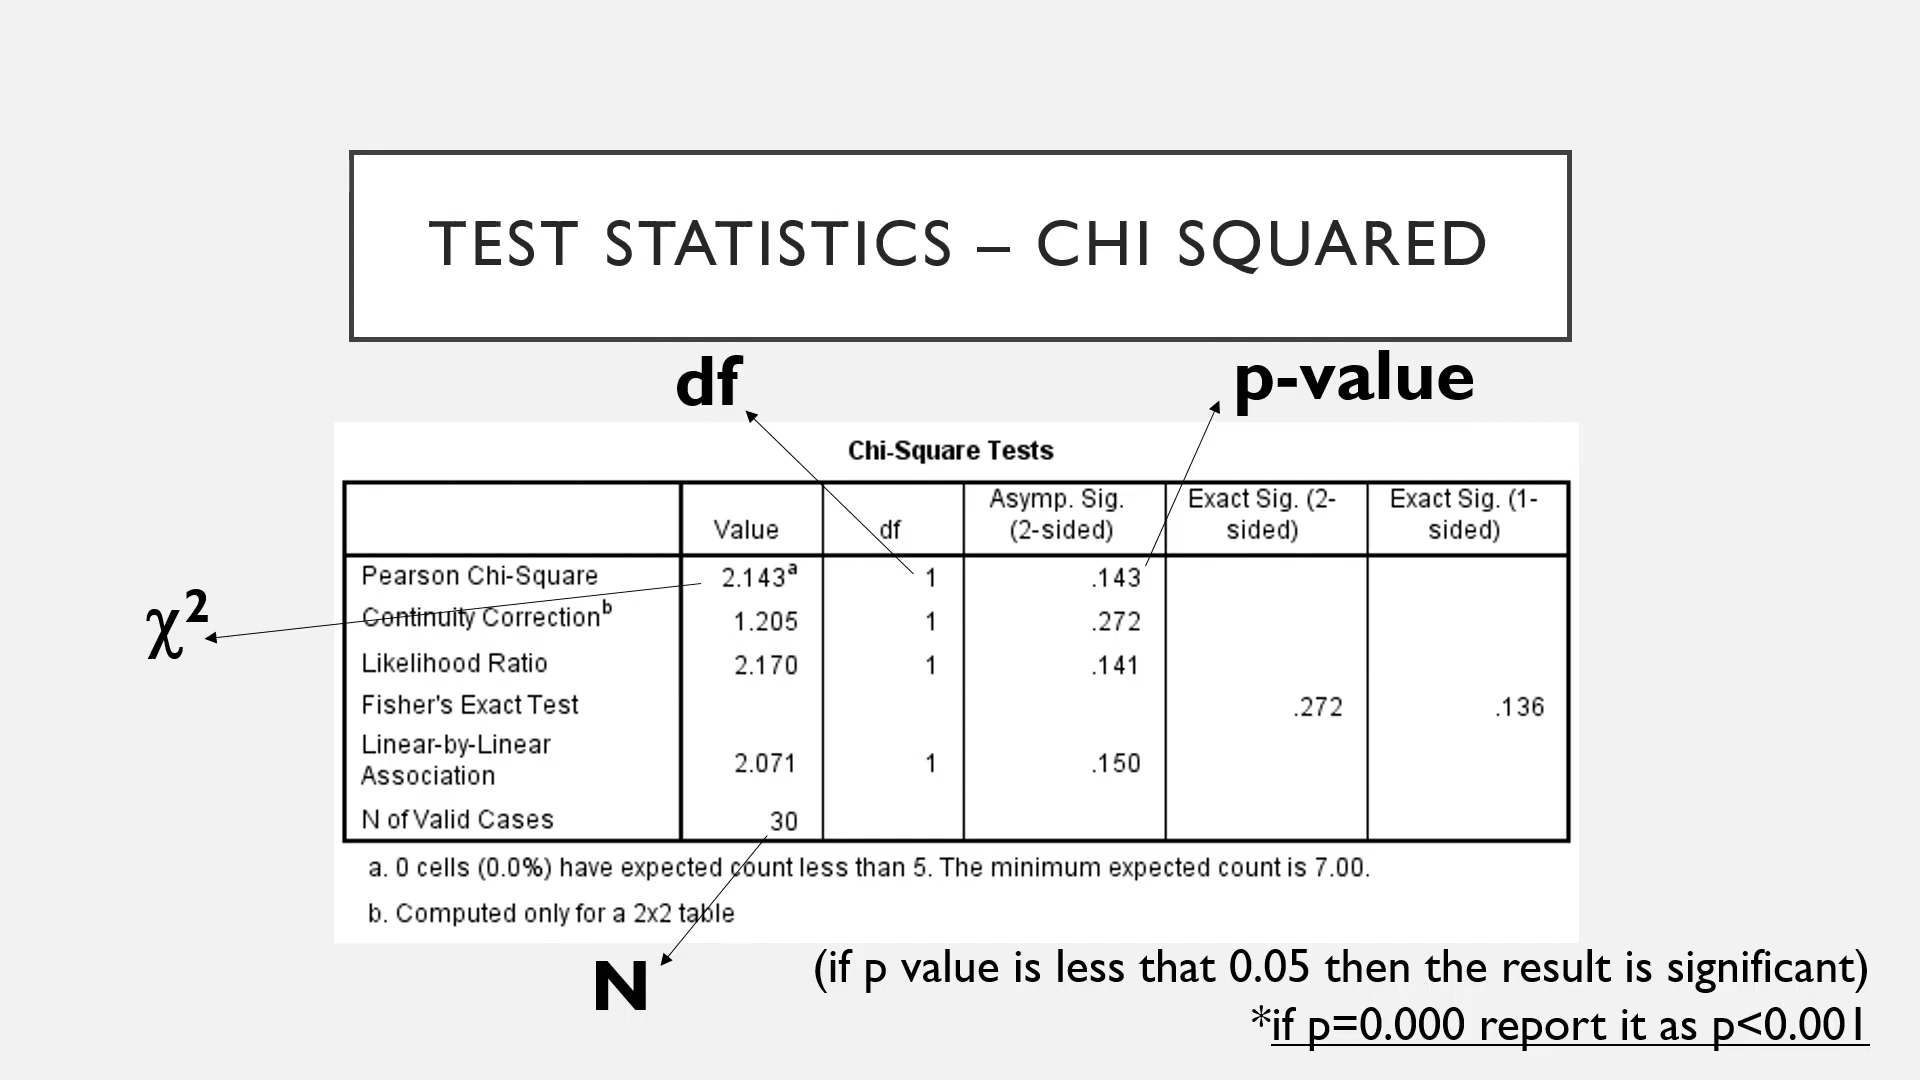 TEST STATISTICS – CHI SQUARED
df
p-value
Chi-Square Tests
Value df Asymp. Sig. (2-sided) Exact Sig. (2-sided) Exact Sig. (1-sided)
Pearson Chi-Square 2.143ᵃ 1 .143
χ²
Continuity Correctionᵇ 1.205 1 .272
Likelihood Ratio 2.170 1 .141
Fisher's Exact Test .272 .136
Linear-by-Linear Association 2.071 1 .150
N of Valid Cases 30
a. 0 cells (0.0%) have expected count less than 5. The minimum expected count is 7.00.
b. Computed only for a 2x2 table
N
(if p value is less that 0.05 then the result is significant)
*if p=0.000 report it as p<0.001